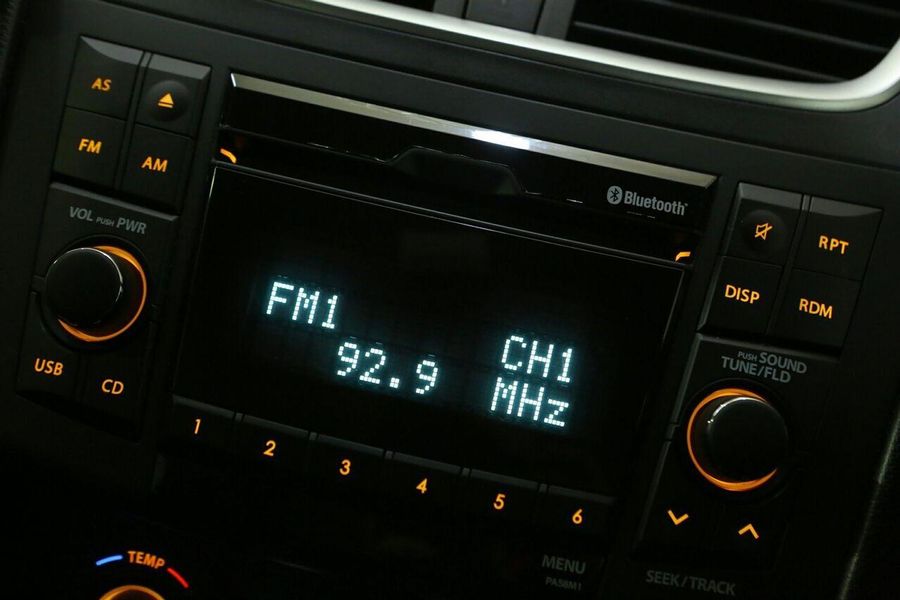 AS
FM
AM
VOL PUSH PWR
Bluetooth
RPT
DISP
RDM
FM1
CH1
92.9
MHz
PUSH SOUND
TUNE/FLD
USB
CD
1
2
3
4
5
6
TEMP
MENU
PA58M1
SEEK/TRACK